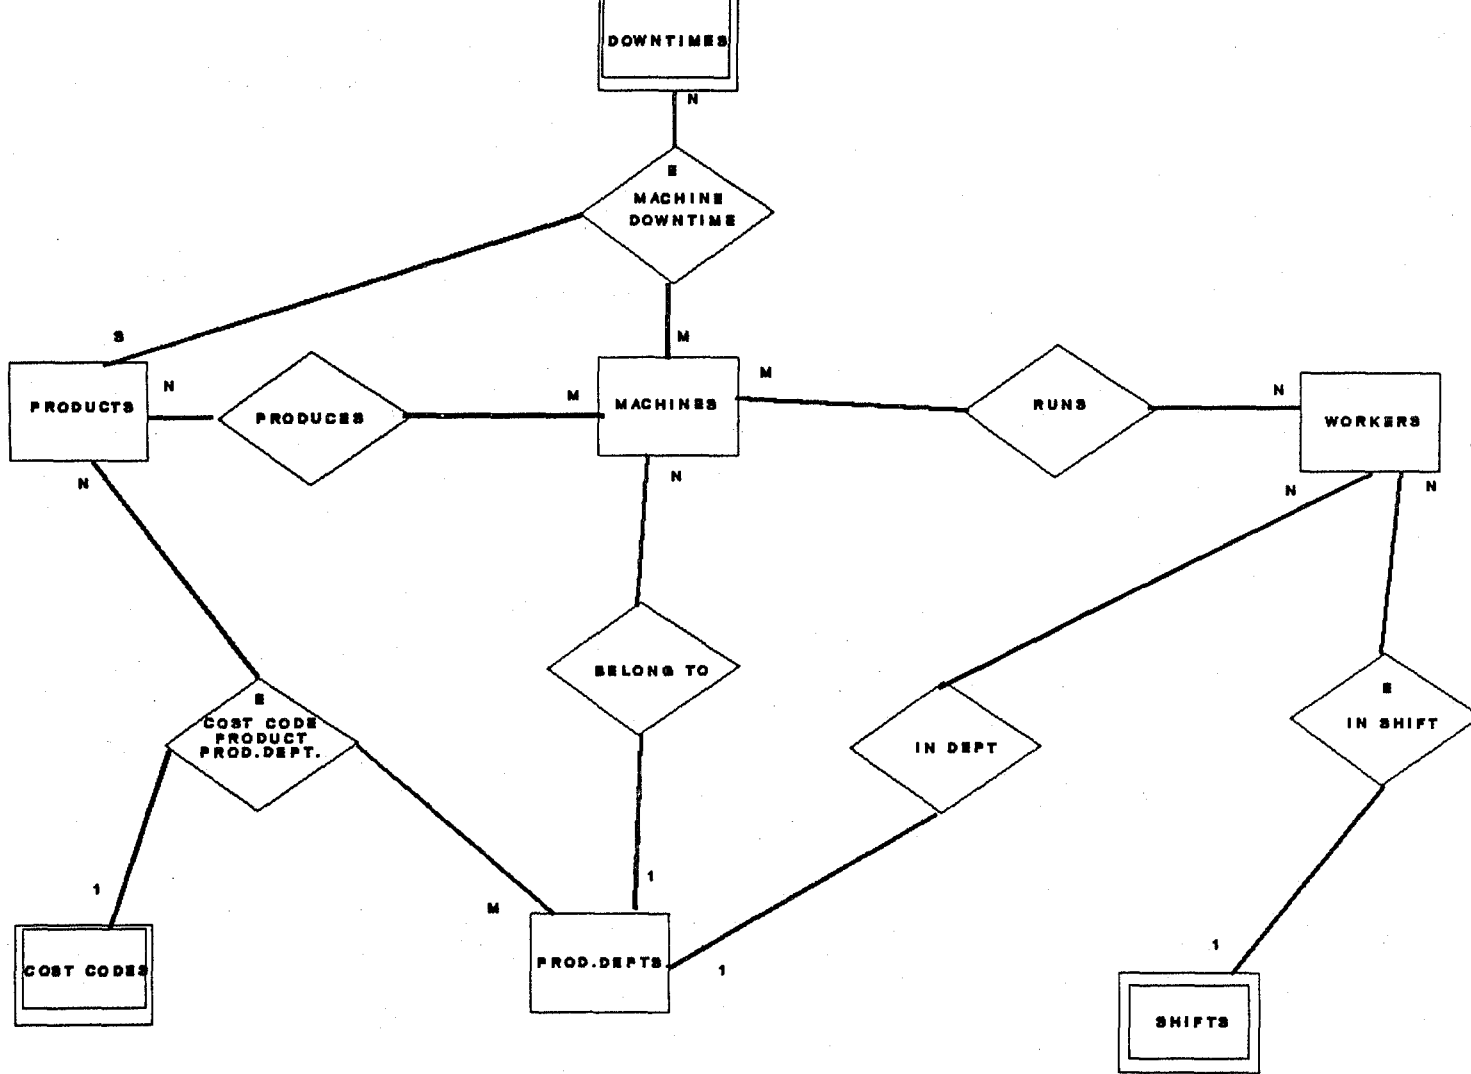 DOWNTIMES
N
E
MACHINE
DOWNTIME
S
M
N
M
M
N
PRODUCTS
PRODUCES
MACHINES
RUNS
WORKERS
N
N
N
N
BELONG TO
E
COST CODE
PRODUCT
PROD.DEPT.
IN DEPT
E
IN SHIFT
1
1
M
1
1
COST CODES
PROD.DEPTS
SHIFTS